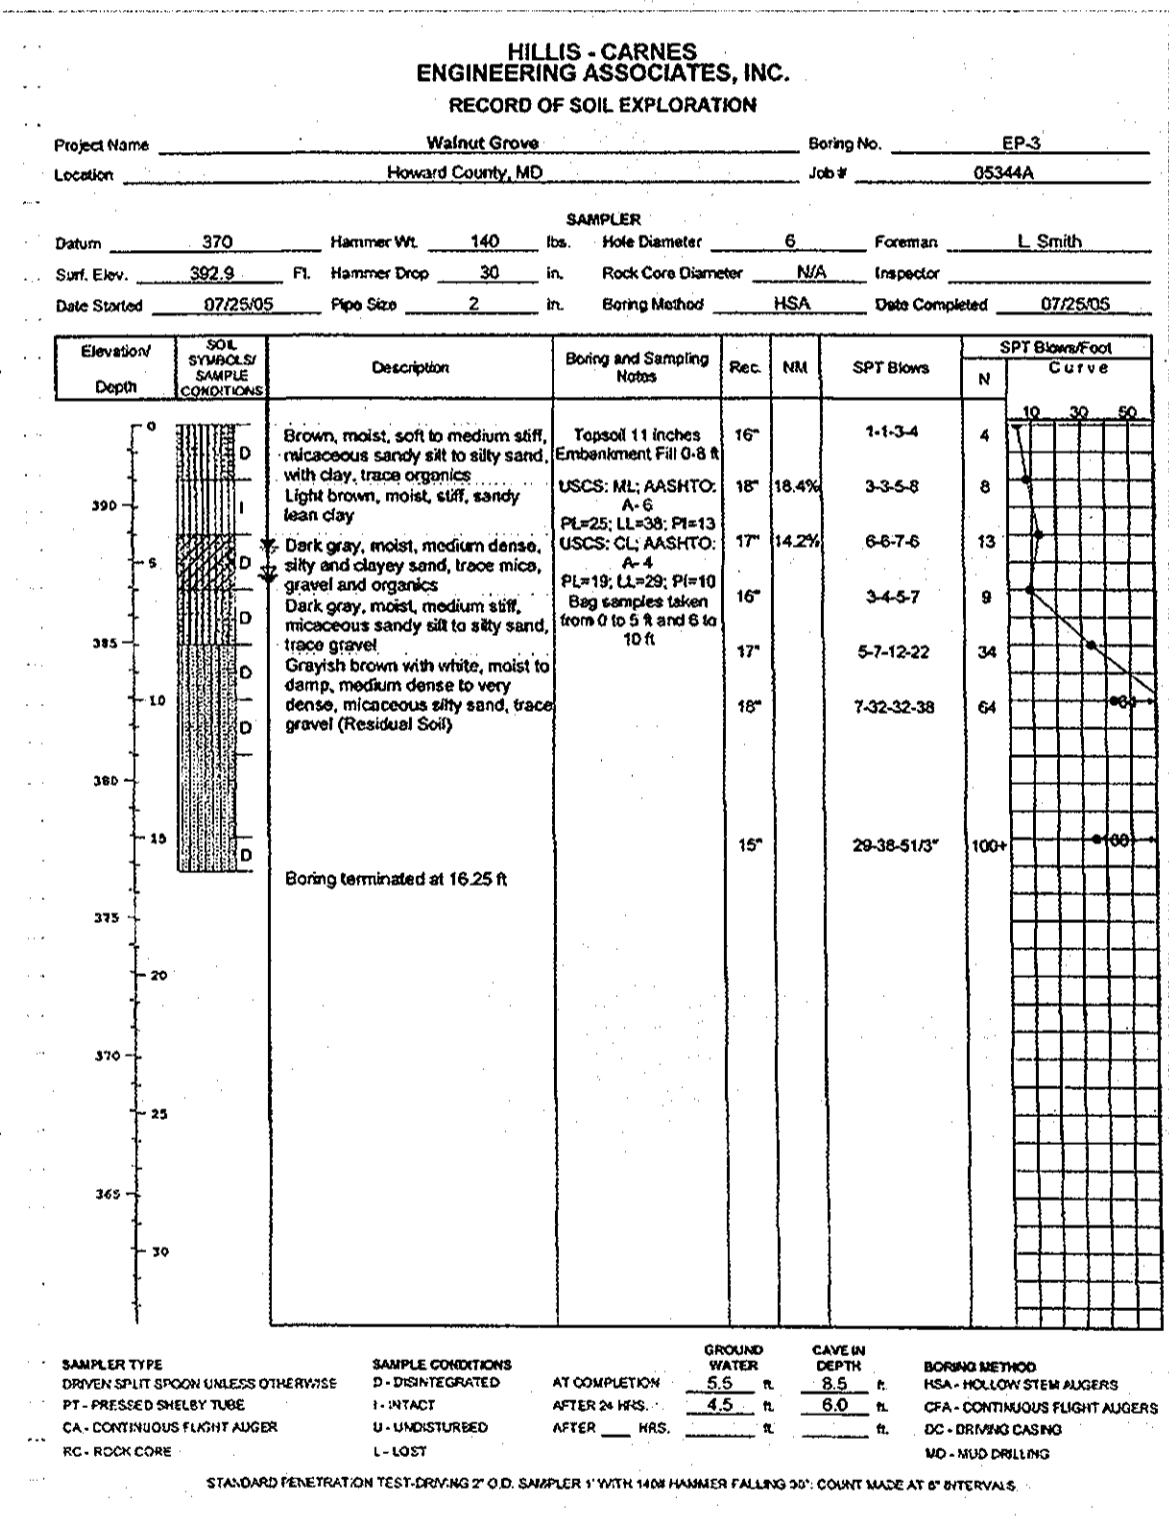 HILLIS - CARNES
ENGINEERING ASSOCIATES, INC.
RECORD OF SOIL EXPLORATION
Project Name Walnut Grove Boring No. EP-3
Location Howard County, MD Job # 05344A
SAMPLER
Datum 370 Hammer Wt. 140 lbs. Hole Diameter 6 Foreman L Smith
Surf. Elev. 392.9 Ft. Hammer Drop 30 in. Rock Core Diameter N/A Inspector
Date Started 07/25/05 Pipe Size 2 in. Boring Method HSA Date Completed 07/25/05
Elevation/
Depth
SOIL
SYMBOLS/
SAMPLE
CONDITIONS
Description
Boring and Sampling
Notes
Rec.
NM
SPT Blows
SPT Blows/Foot
N
Curve
10 30 50
0
390
5
385
10
380
15
375
20
370
25
365
30
D
I
D
D
D
D
D
Brown, moist, soft to medium stiff,
micaceous sandy silt to silty sand,
with clay, trace organics
Light brown, moist, stiff, sandy
lean clay
Dark gray, moist, medium dense,
silty and clayey sand, trace mica,
gravel and organics
Dark gray, moist, medium stiff,
micaceous sandy silt to silty sand,
trace gravel
Grayish brown with white, moist to
damp, medium dense to very
dense, micaceous silty sand, trace
gravel (Residual Soil)
Boring terminated at 16.25 ft
Topsoil 11 inches
Embankment Fill 0-8 ft
USCS: ML; AASHTO:
A-6
PL=25; LL=38; PI=13
USCS: CL; AASHTO:
A-4
PL=19; LL=29; PI=10
Bag samples taken
from 0 to 5 ft and 6 to
10 ft
16" 1-1-3-4 4
18" 18.4% 3-3-5-8 8
17" 14.2% 6-6-7-6 13
16" 3-4-5-7 9
17" 5-7-12-22 34
18" 7-32-32-38 64
15" 29-38-51/3" 100+
SAMPLER TYPE
DRIVEN SPLIT SPOON UNLESS OTHERWISE
PT - PRESSED SHELBY TUBE
CA - CONTINUOUS FLIGHT AUGER
RC - ROCK CORE
SAMPLE CONDITIONS
D - DISINTEGRATED
I - INTACT
U - UNDISTURBED
L - LOST
GROUND
WATER
CAVE IN
DEPTH
AT COMPLETION 5.5 ft. 8.5 ft.
AFTER 24 HRS. 4.5 ft. 6.0 ft.
AFTER ___ HRS. ft. ft.
BORING METHOD
HSA - HOLLOW STEM AUGERS
CFA - CONTINUOUS FLIGHT AUGERS
DC - DRIVING CASING
MD - MUD DRILLING
STANDARD PENETRATION TEST-DRIVING 2" O.D. SAMPLER 1' WITH 140# HAMMER FALLING 30": COUNT MADE AT 6" INTERVALS